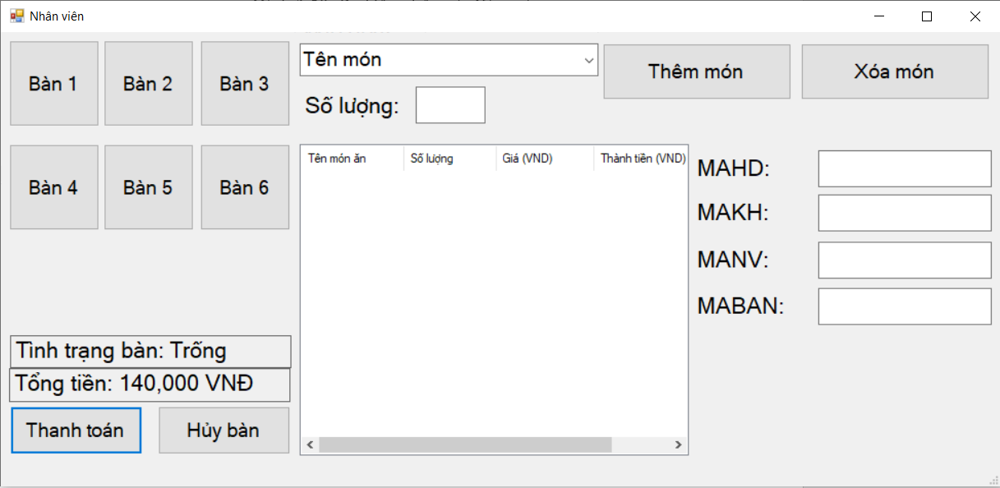 Nhân viên
Bàn 1
Bàn 2
Bàn 3
Tên món
Thêm món
Xóa món
Số lượng:
Bàn 4
Bàn 5
Bàn 6
Tên món ăn
Số lượng
Giá (VND)
Thành tiền (VND)
MAHD:
MAKH:
MANV:
MABAN:
Tình trạng bàn: Trống
Tổng tiền: 140,000 VNĐ
Thanh toán
Hủy bàn